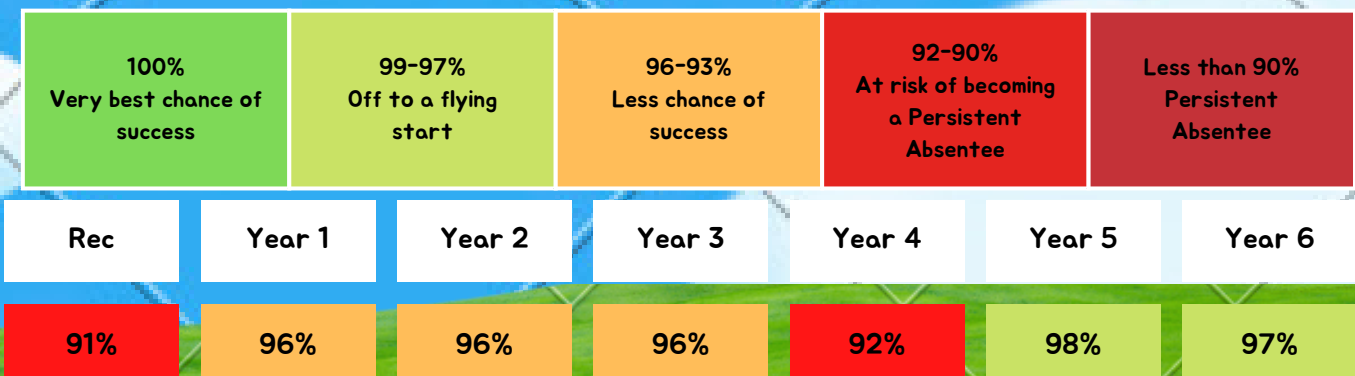 100%
Very best chance of
success
99-97%
Off to a flying
start
96-93%
Less chance of
success
92-90%
At risk of becoming
a Persistent
Absentee
Less than 90%
Persistent
Absentee
Rec
Year 1
Year 2
Year 3
Year 4
Year 5
Year 6
91%
96%
96%
96%
92%
98%
97%